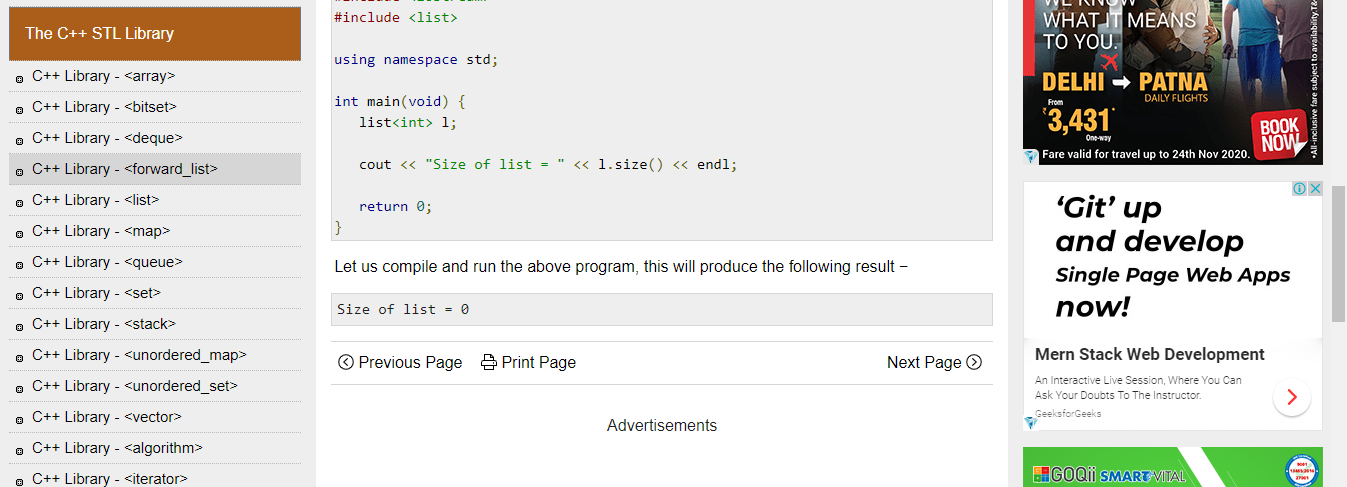 The C++ STL Library
C++ Library - <array>
C++ Library - <bitset>
C++ Library - <deque>
C++ Library - <forward_list>
C++ Library - <list>
C++ Library - <map>
C++ Library - <queue>
C++ Library - <set>
C++ Library - <stack>
C++ Library - <unordered_map>
C++ Library - <unordered_set>
C++ Library - <vector>
C++ Library - <algorithm>
C++ Library - <iterator>
#include <iostream>
#include <list>
using namespace std;
int main(void) {
list<int> l;
cout << "Size of list = " << l.size() << endl;
return 0;
}
Let us compile and run the above program, this will produce the following result −
Size of list = 0
Previous Page
Print Page
Next Page
Advertisements
WE KNOW
WHAT IT MEANS
TO YOU.
DELHI → PATNA
DAILY FLIGHTS
From
₹3,431*
One-way
BOOK
NOW
Fare valid for travel up to 24th Nov 2020.
•All-inclusive fare subject to availability.T&
‘Git’ up
and develop
Single Page Web Apps
now!
Mern Stack Web Development
An Interactive Live Session, Where You Can
Ask Your Doubts To The Instructor.
GeeksforGeeks
GOQii SMART VITAL